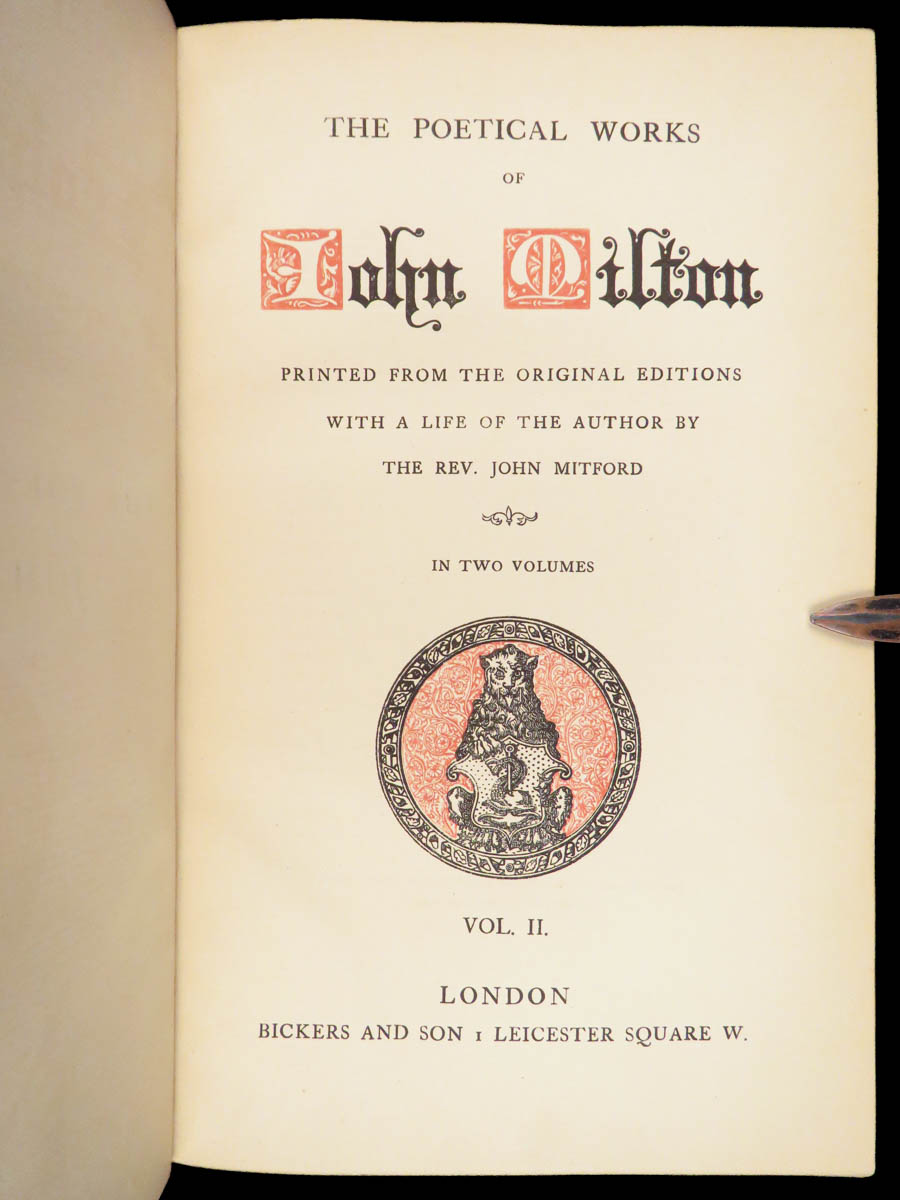 THE POETICAL WORKS
OF
John Milton
PRINTED FROM THE ORIGINAL EDITIONS
WITH A LIFE OF THE AUTHOR BY
THE REV. JOHN MITFORD
IN TWO VOLUMES
VOL. II.
LONDON
BICKERS AND SON 1 LEICESTER SQUARE W.